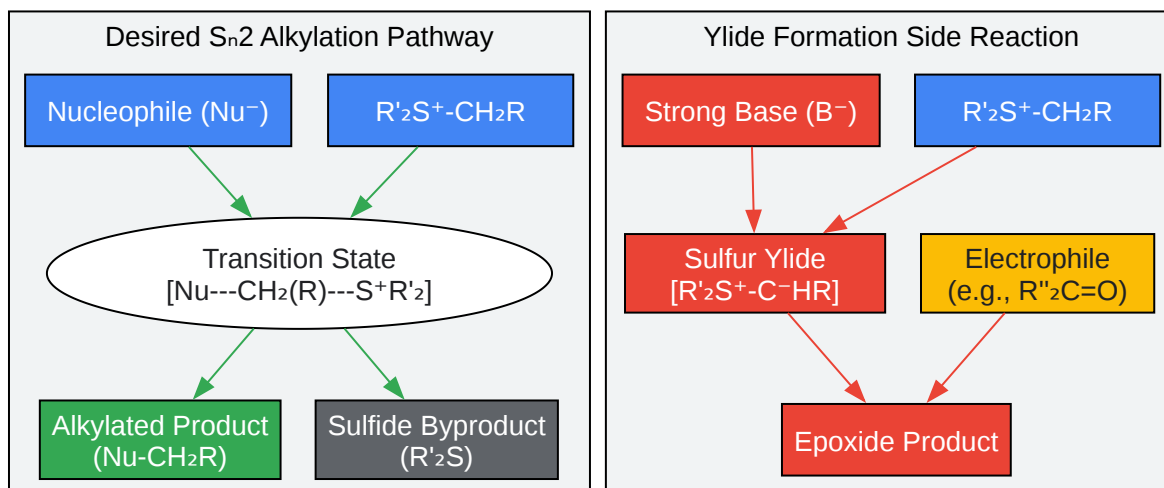 Desired Sₙ2 Alkylation Pathway
Nucleophile (Nu⁻)
R'₂S⁺-CH₂R
Transition State
[Nu---CH₂(R)---S⁺R'₂]
Alkylated Product
(Nu-CH₂R)
Sulfide Byproduct
(R'₂S)
Ylide Formation Side Reaction
Strong Base (B⁻)
R'₂S⁺-CH₂R
Sulfur Ylide
[R'₂S⁺-C⁻HR]
Electrophile
(e.g., R''₂C=O)
Epoxide Product